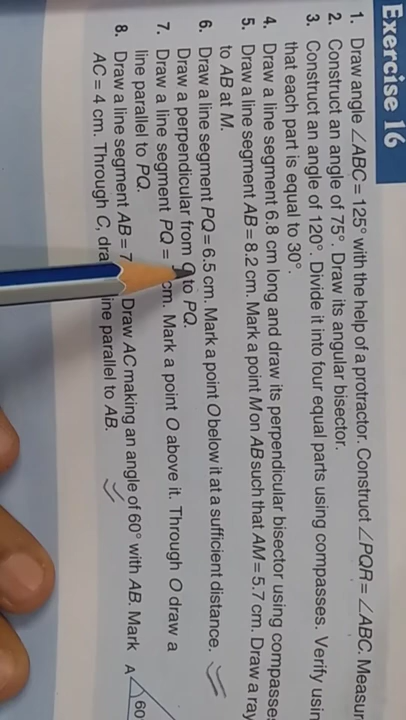 Exercise 16
1. Draw angle ∠ABC = 125° with the help of a protractor. Construct ∠PQR = ∠ABC.
2. Construct an angle of 75°. Draw its angular bisector.
3. Construct an angle of 120°. Divide it into four equal parts using compasses. Verify
that each part is equal to 30°.
4. Draw a line segment 6.8 cm long and draw its perpendicular bisector using
5. Draw a line segment AB = 8.2 cm. Mark a point M on AB such that AM = 5.7 cm. Draw a ray
to AB at M.
6. Draw a line segment PQ = 6.5 cm. Mark a point O below it at a sufficient distance.
Draw a perpendicular from to PQ.
7. Draw a line segment PQ = cm. Mark a point O above it. Through O draw a
line parallel to PQ.
8. Draw a line segment AB = 7 Draw AC making an angle of 60° with AB. Mark
AC = 4 cm. Through C, line parallel to AB.
A
60